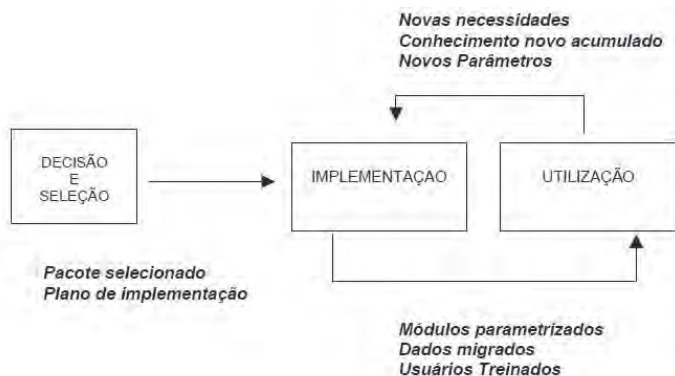 Novas necessidades
Conhecimento novo acumulado
Novos Parâmetros
DECISÃO
E
SELEÇÃO
IMPLEMENTAÇAO
UTILIZAÇÃO
Pacote selecionado
Plano de implementação
Módulos parametrizados
Dados migrados
Usuários Treinados